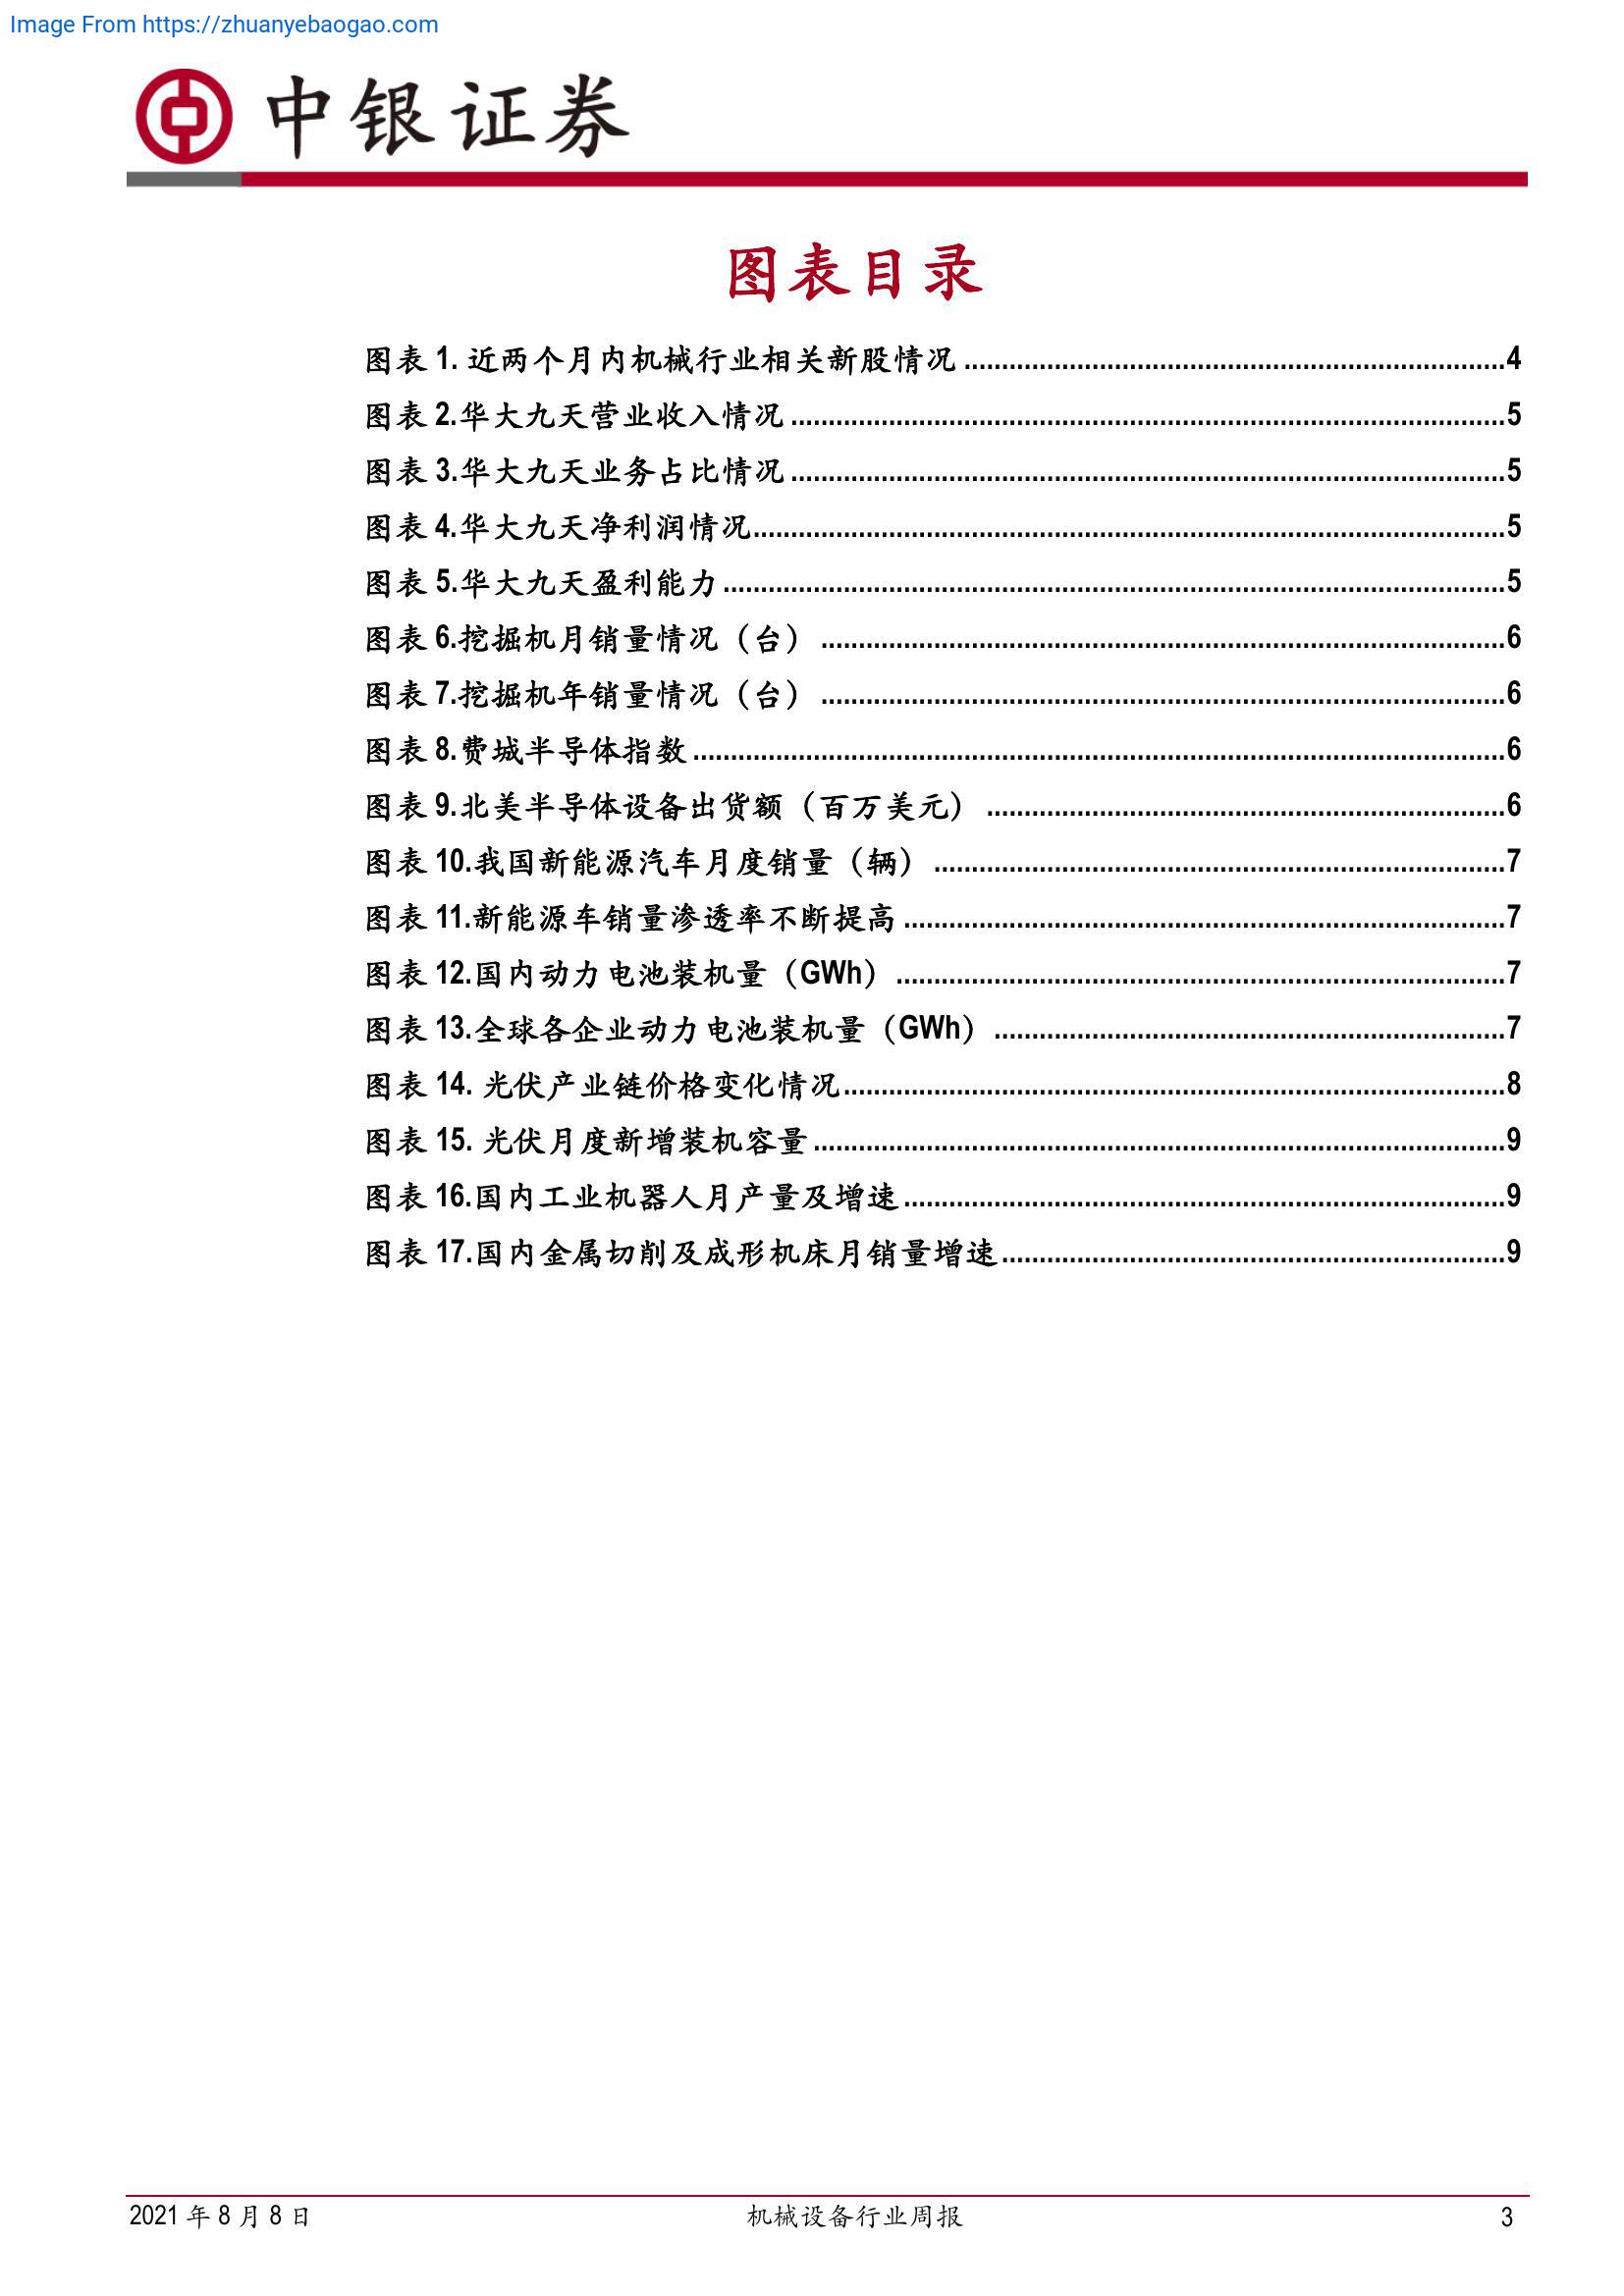 Image From https://zhuanyebaogao.com
中银证券
图表目录
图表 1. 近两个月内机械行业相关新股情况 ........................................................................4
图表 2.华大九天营业收入情况 ...............................................................................................5
图表 3.华大九天业务占比情况 ...............................................................................................5
图表 4.华大九天净利润情况....................................................................................................5
图表 5.华大九天盈利能力 ........................................................................................................5
图表 6.挖掘机月销量情况（台） ...........................................................................................6
图表 7.挖掘机年销量情况（台） ...........................................................................................6
图表 8.费城半导体指数 ............................................................................................................6
图表 9.北美半导体设备出货额（百万美元） .....................................................................6
图表 10.我国新能源汽车月度销量（辆） ............................................................................7
图表 11.新能源车销量渗透率不断提高 ................................................................................7
图表 12.国内动力电池装机量（GWh） .................................................................................7
图表 13.全球各企业动力电池装机量（GWh） ....................................................................7
图表 14. 光伏产业链价格变化情况........................................................................................8
图表 15. 光伏月度新增装机容量 ............................................................................................9
图表 16.国内工业机器人月产量及增速 ................................................................................9
图表 17.国内金属切削及成形机床月销量增速...................................................................9
2021 年 8 月 8 日
机械设备行业周报
3